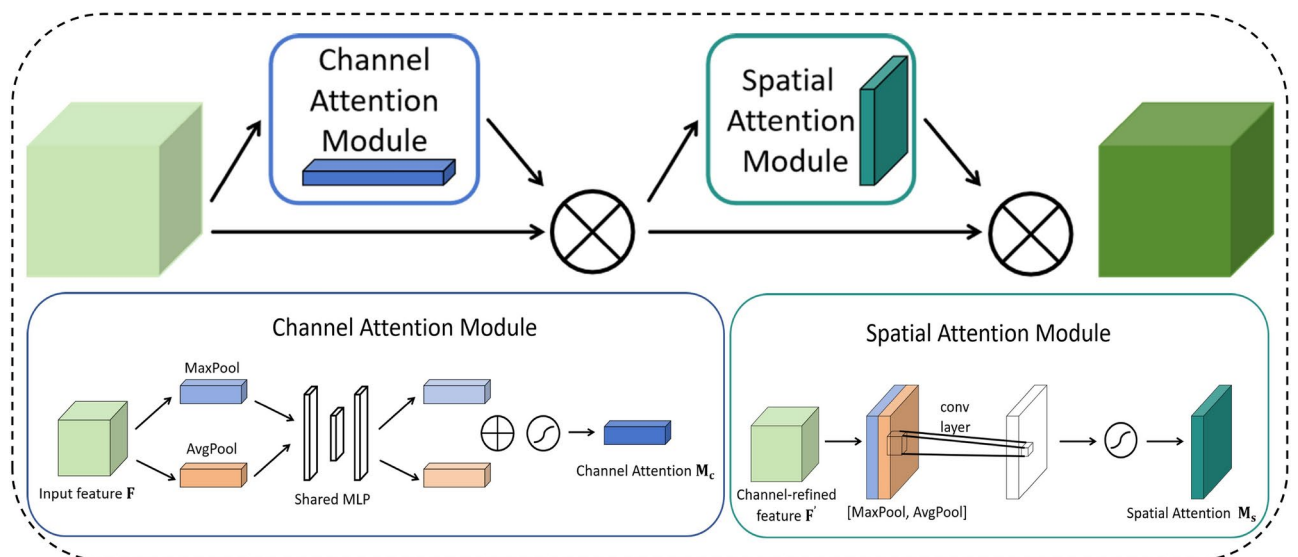 Channel
Attention
Module
Spatial
Attention
Module
Channel Attention Module
MaxPool
AvgPool
Input feature F
Shared MLP
Channel Attention Mc
Spatial Attention Module
conv
layer
Channel-refined
feature F'
[MaxPool, AvgPool]
Spatial Attention Ms